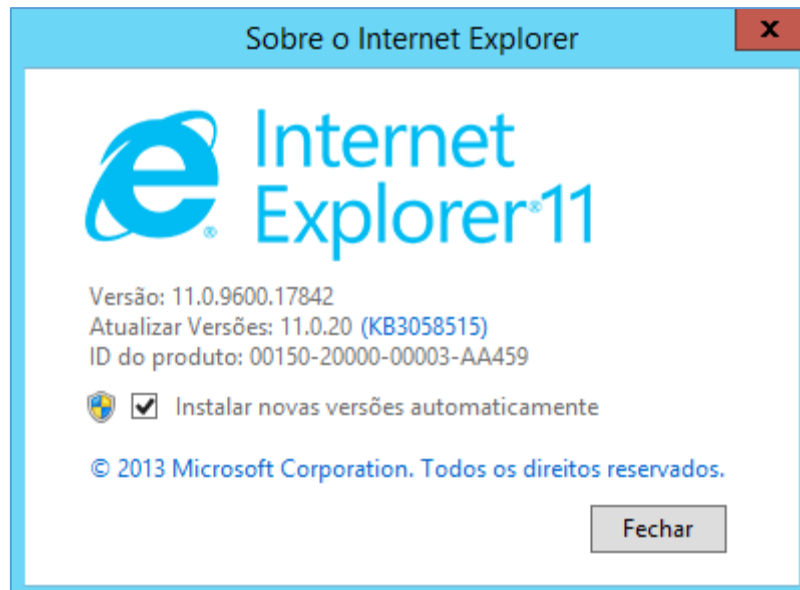 Sobre o Internet Explorer
x
Internet
Explorer®11
Versão: 11.0.9600.17842
Atualizar Versões: 11.0.20 (KB3058515)
ID do produto: 00150-20000-00003-AA459
Instalar novas versões automaticamente
© 2013 Microsoft Corporation. Todos os direitos reservados.
Fechar